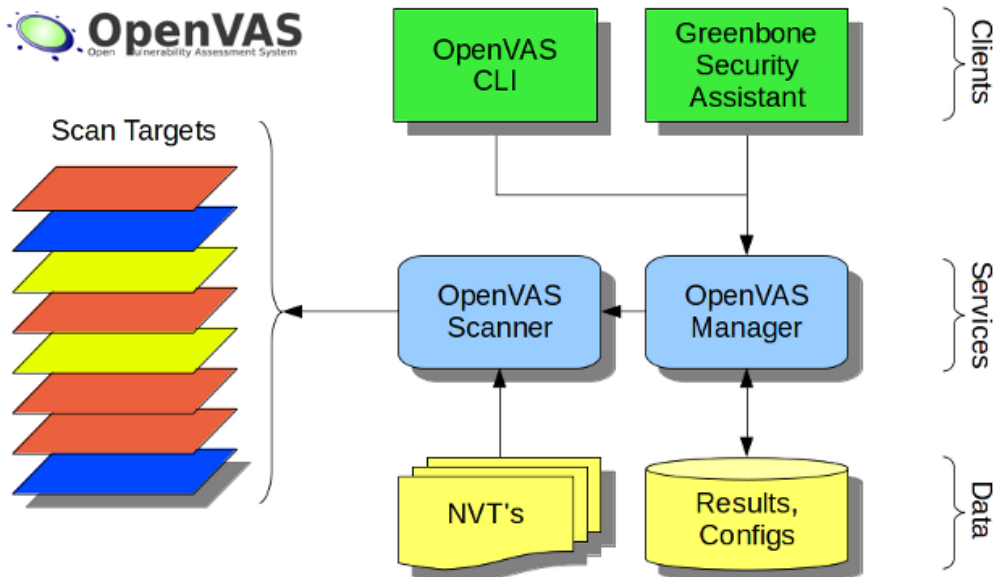 OpenVAS
Open Vulnerability Assessment System
OpenVAS
CLI
Greenbone
Security
Assistant
Clients
Scan Targets
OpenVAS
Scanner
OpenVAS
Manager
Services
NVT's
Results,
Configs
Data